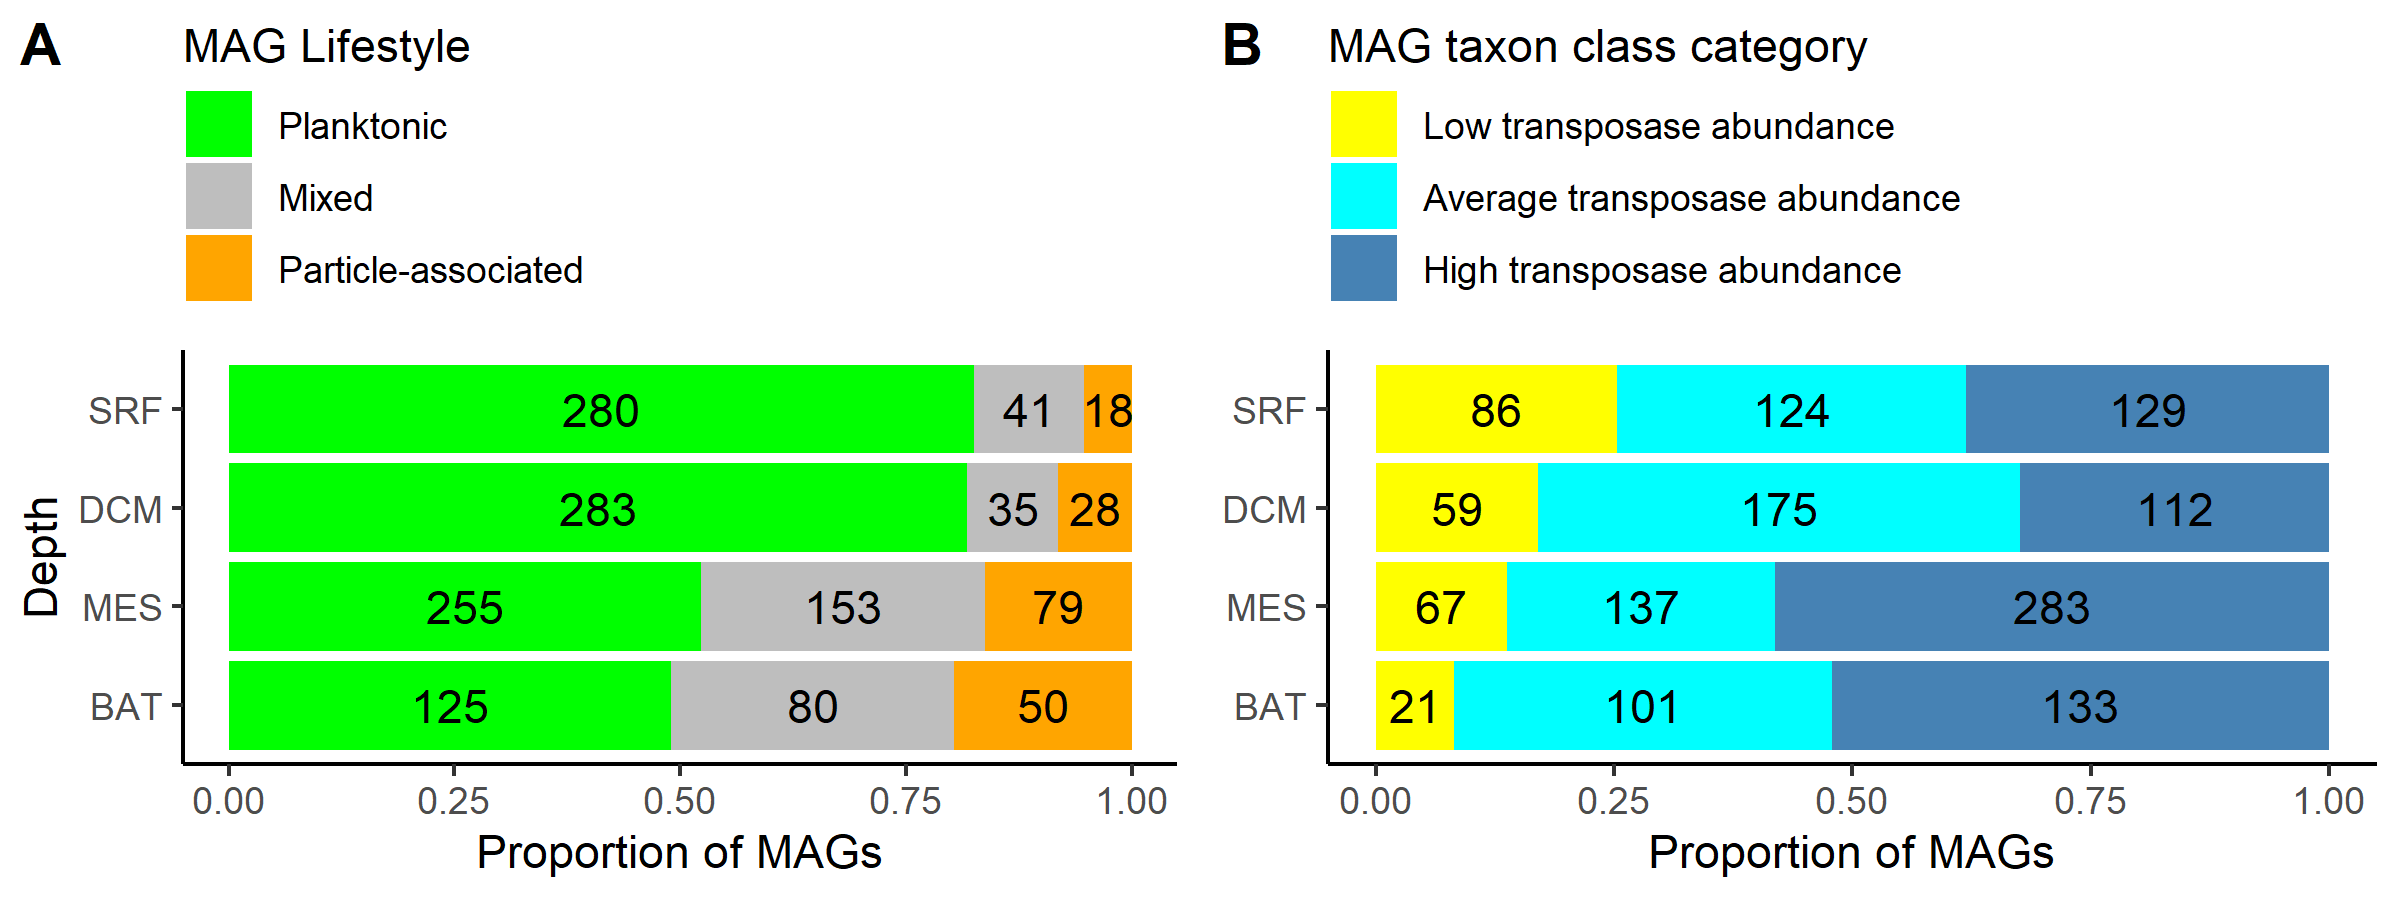 A
MAG Lifestyle
Planktonic
Mixed
Particle-associated
Depth
SRF
280
41
18
DCM
283
35
28
MES
255
153
79
BAT
125
80
50
0.00
0.25
0.50
0.75
1.00
Proportion of MAGs
B
MAG taxon class category
Low transposase abundance
Average transposase abundance
High transposase abundance
SRF
86
124
129
DCM
59
175
112
MES
67
137
283
BAT
21
101
133
0.00
0.25
0.50
0.75
1.00
Proportion of MAGs